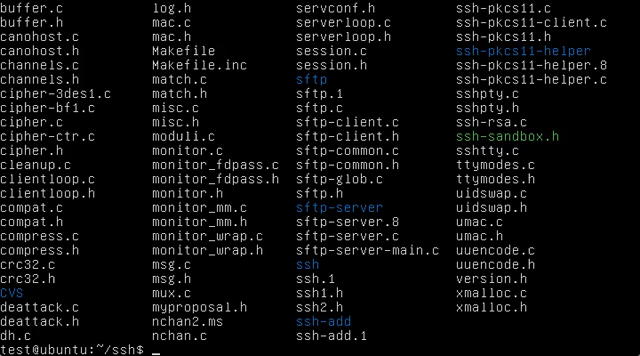 buffer.c log.h servconf.h ssh-pkcs11.c
buffer.h mac.c serverloop.c ssh-pkcs11-client.c
canohost.c mac.h serverloop.h ssh-pkcs11.h
canohost.h Makefile session.c ssh-pkcs11-helper
channels.c Makefile.inc session.h ssh-pkcs11-helper.8
channels.h match.c sftp ssh-pkcs11-helper.c
cipher-3des1.c match.h sftp.1 sshpty.c
cipher-bf1.c misc.c sftp.c sshpty.h
cipher.c misc.h sftp-client.c ssh-rsa.c
cipher-ctr.c moduli.c sftp-client.h ssh-sandbox.h
cipher.h monitor.c sftp-common.c sshtty.c
cleanup.c monitor_fdpass.c sftp-common.h ttymodes.c
clientloop.c monitor_fdpass.h sftp-glob.c ttymodes.h
clientloop.h monitor.h sftp.h uidswap.c
compat.c monitor_mm.c sftp-server uidswap.h
compat.h monitor_mm.h sftp-server.8 umac.c
compress.c monitor_wrap.c sftp-server.c umac.h
compress.h monitor_wrap.h sftp-server-main.c uuencode.c
crc32.c msg.c ssh uuencode.h
crc32.h msg.h ssh.1 version.h
CVS mux.c ssh1.h xmalloc.c
deattack.c myproposal.h ssh2.h xmalloc.h
deattack.h nchan2.ms ssh-add
dh.c nchan.c ssh-add.1
test@ubuntu:~/ssh$ _